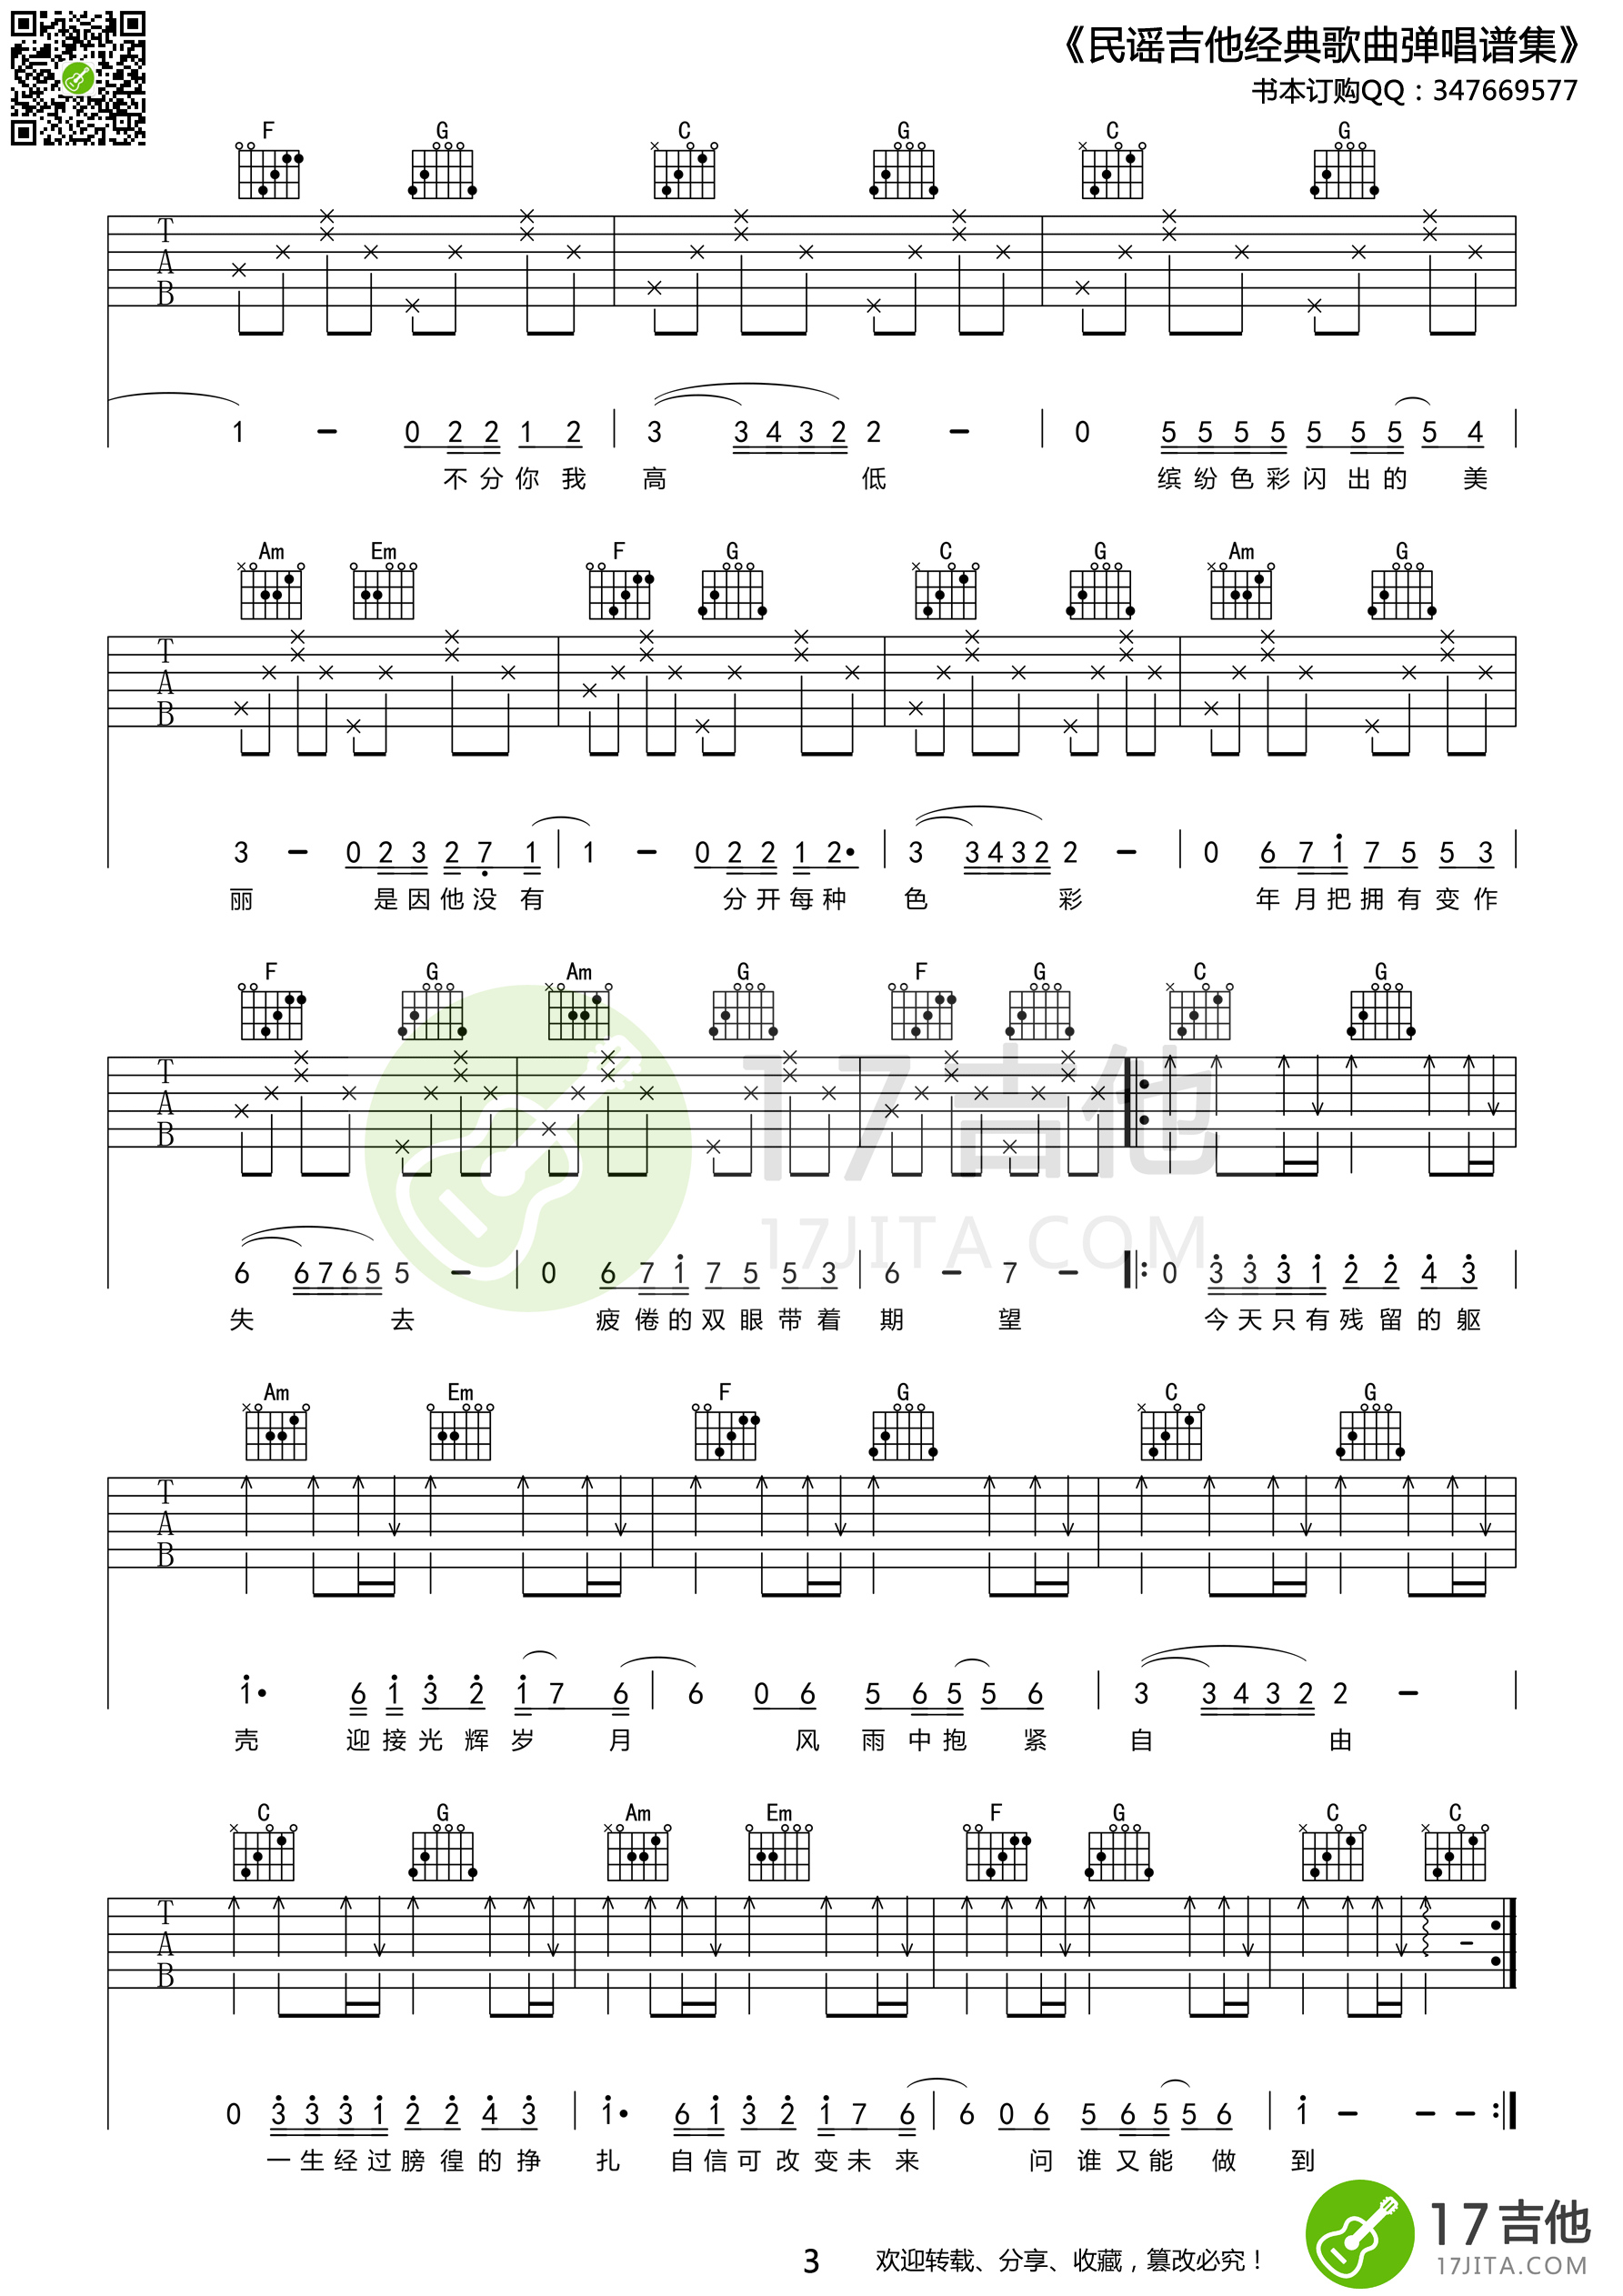 《民谣吉他经典歌曲弹唱谱集》
书本订购QQ：347669577
F G C G C G
T
A
B
1 - 0 2 2 1 2 | 3 3 4 3 2 2 - | 0 5 5 5 5 5 5 5 5 4 |
不分你我 高 低 缤纷色彩闪出的 美
Am Em F G C G Am G
T
A
B
3 - 0 2 3 2 7 1 | 1 - 0 2 2 1 2· | 3 3 4 3 2 2 - | 0 6 7 1 7 5 5 3 |
丽 是因他没 有 分开每种 色 彩 年月把拥有变作
F G Am G F G C G
T
A
B
6 6 7 6 5 5 - | 0 6 7 1 7 5 5 3 | 6 - 7 - |: 0 3 3 3 1 2 2 4 3 |
失 去 疲倦的双眼带着 期 望 今天只有残留的躯
Am Em F G C G
T
A
B
1· 6 1 3 2 1 7 6 | 6 0 6 5 6 5 5 6 | 3 3 4 3 2 2 - |
壳 迎接光辉岁 月 风 雨中抱 紧 自 由
C G Am Em F G C C
T
A
B
0 3 3 3 1 2 2 4 3 | 1· 6 1 3 2 1 7 6 | 6 0 6 5 6 5 5 6 | 1 - - - :|
一生经过膀徨的挣 扎 自信可改变未来 问 谁又能 做 到
17吉他
17JITA.COM
3 欢迎转载、分享、收藏，篡改必究！
17吉他
17JITA.COM